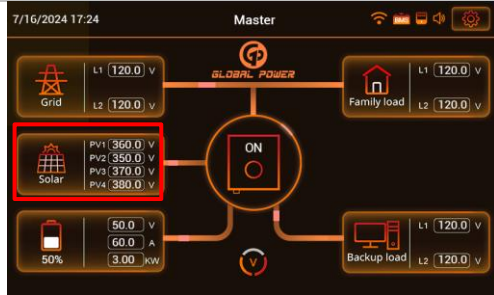 7/16/2024 17:24
Master
BMS
GP
GLOBAL POWER
Grid
L1 120.0 V
L2 120.0 V
Family load
L1 120.0 V
L2 120.0 V
Solar
PV1 360.0 V
PV2 350.0 V
PV3 370.0 V
PV4 380.0 V
ON
50%
50.0 V
60.0 A
3.00 KW
V
Backup load
L1 120.0 V
L2 120.0 V